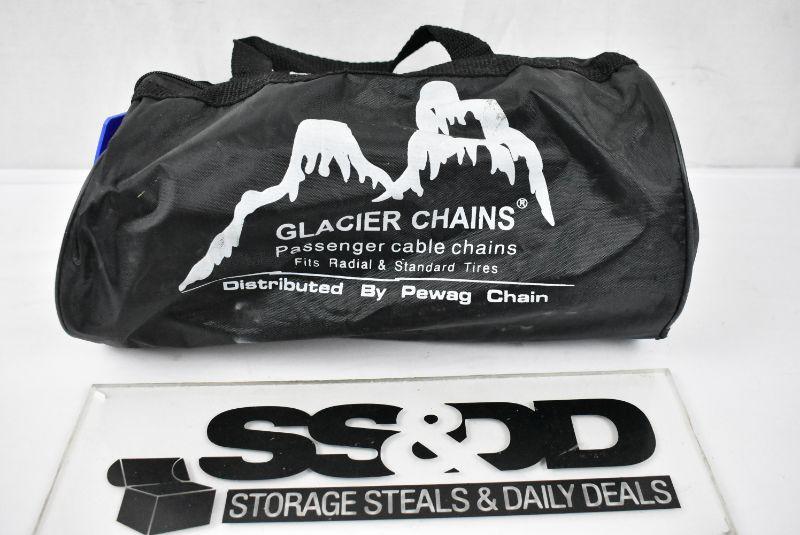 GLACIER CHAINS®
Passenger cable chains
Fits Radial & Standard Tires
Distributed By Pewag Chain
SS&DD
STORAGE STEALS & DAILY DEALS